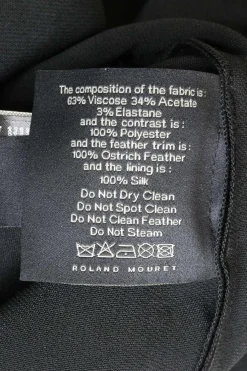 The composition of the fabric is:
63% Viscose 34% Acetate
3% Elastane
and the contrast is:
100% Polyester
and the feather trim is:
100% Ostrich Feather
and the lining is:
100% Silk
Do Not Dry Clean
Do Not Spot Clean
Do Not Clean Feather
Do Not Steam
ROLAND MOURET